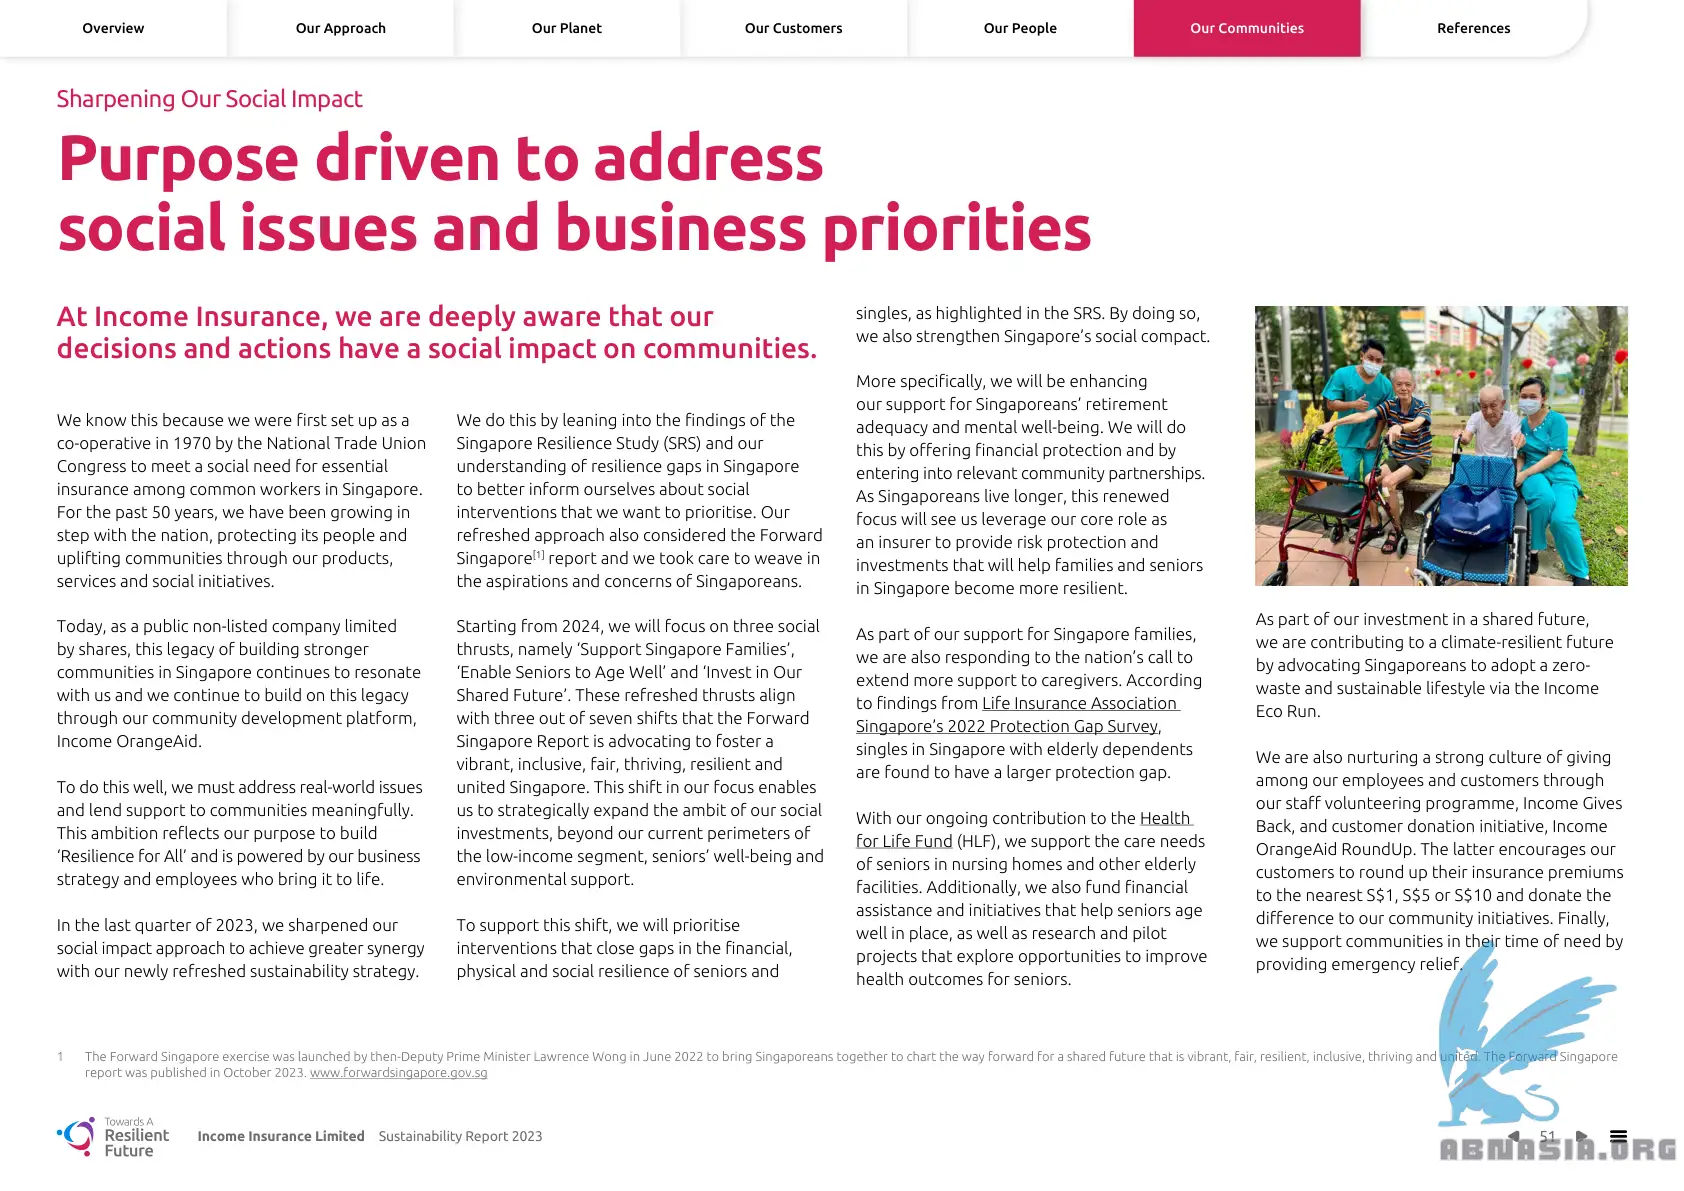 Overview
Our Approach
Our Planet
Our Customers
Our People
Our Communities
References
Sharpening Our Social Impact
Purpose driven to address
social issues and business priorities
At Income Insurance, we are deeply aware that our
decisions and actions have a social impact on communities.
We know this because we were first set up as a
co-operative in 1970 by the National Trade Union
Congress to meet a social need for essential
insurance among common workers in Singapore.
For the past 50 years, we have been growing in
step with the nation, protecting its people and
uplifting communities through our products,
services and social initiatives.
Today, as a public non-listed company limited
by shares, this legacy of building stronger
communities in Singapore continues to resonate
with us and we continue to build on this legacy
through our community development platform,
Income OrangeAid.
To do this well, we must address real-world issues
and lend support to communities meaningfully.
This ambition reflects our purpose to build
‘Resilience for All’ and is powered by our business
strategy and employees who bring it to life.
In the last quarter of 2023, we sharpened our
social impact approach to achieve greater synergy
with our newly refreshed sustainability strategy.
We do this by leaning into the findings of the
Singapore Resilience Study (SRS) and our
understanding of resilience gaps in Singapore
to better inform ourselves about social
interventions that we want to prioritise. Our
refreshed approach also considered the Forward
Singapore[1] report and we took care to weave in
the aspirations and concerns of Singaporeans.
Starting from 2024, we will focus on three social
thrusts, namely ‘Support Singapore Families’,
‘Enable Seniors to Age Well’ and ‘Invest in Our
Shared Future’. These refreshed thrusts align
with three out of seven shifts that the Forward
Singapore Report is advocating to foster a
vibrant, inclusive, fair, thriving, resilient and
united Singapore. This shift in our focus enables
us to strategically expand the ambit of our social
investments, beyond our current perimeters of
the low-income segment, seniors’ well-being and
environmental support.
To support this shift, we will prioritise
interventions that close gaps in the financial,
physical and social resilience of seniors and
singles, as highlighted in the SRS. By doing so,
we also strengthen Singapore’s social compact.
More specifically, we will be enhancing
our support for Singaporeans’ retirement
adequacy and mental well-being. We will do
this by offering financial protection and by
entering into relevant community partnerships.
As Singaporeans live longer, this renewed
focus will see us leverage our core role as
an insurer to provide risk protection and
investments that will help families and seniors
in Singapore become more resilient.
As part of our support for Singapore families,
we are also responding to the nation’s call to
extend more support to caregivers. According
to findings from Life Insurance Association
Singapore’s 2022 Protection Gap Survey,
singles in Singapore with elderly dependents
are found to have a larger protection gap.
With our ongoing contribution to the Health
for Life Fund (HLF), we support the care needs
of seniors in nursing homes and other elderly
facilities. Additionally, we also fund financial
assistance and initiatives that help seniors age
well in place, as well as research and pilot
projects that explore opportunities to improve
health outcomes for seniors.
As part of our investment in a shared future,
we are contributing to a climate-resilient future
by advocating Singaporeans to adopt a zero-
waste and sustainable lifestyle via the Income
Eco Run.
We are also nurturing a strong culture of giving
among our employees and customers through
our staff volunteering programme, Income Gives
Back, and customer donation initiative, Income
OrangeAid RoundUp. The latter encourages our
customers to round up their insurance premiums
to the nearest S$1, S$5 or S$10 and donate the
difference to our community initiatives. Finally,
we support communities in their time of need by
providing emergency relief.
1 The Forward Singapore exercise was launched by then-Deputy Prime Minister Lawrence Wong in June 2022 to bring Singaporeans together to chart the way forward for a shared future that is vibrant, fair, resilient, inclusive, thriving and united. The Forward Singapore
report was published in October 2023. www.forwardsingapore.gov.sg
Towards A
Resilient
Future
Income Insurance Limited Sustainability Report 2023
51
ABNASIA.ORG